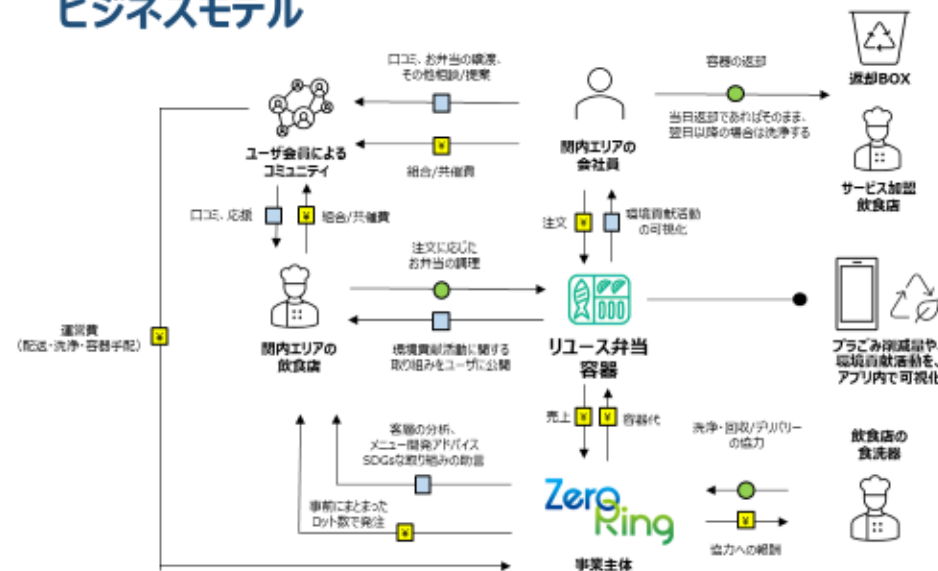 ビジネスモデル
口コミ、お弁当の譲渡、
その他相談/提案
容器の返却
返却BOX
当日返却であればそのまま、
翌日以降の場合は洗浄する
ユーザ会員による
コミュニティ
組合/共催費
関内エリアの
会社員
サービス加盟
飲食店
口コミ、応援
組合/共催費
注文
環境貢献活動
の可視化
注文に応じた
お弁当の調理
運営費
(配送・洗浄・容器手配)
関内エリアの
飲食店
環境貢献活動に関する
取り組みをユーザに公開
リユース弁当
容器
プラごみ削減量や、
環境貢献活動を、
アプリ内で可視化
売上
容器代
洗浄・回収/デリバリー
の協力
飲食店の
食洗器
客層の分析、
メニュー開発アドバイス
SDGsな取り組みの助言
事前にまとまった
ロット数で発注
Zero
Ring
協力への報酬
事業主体